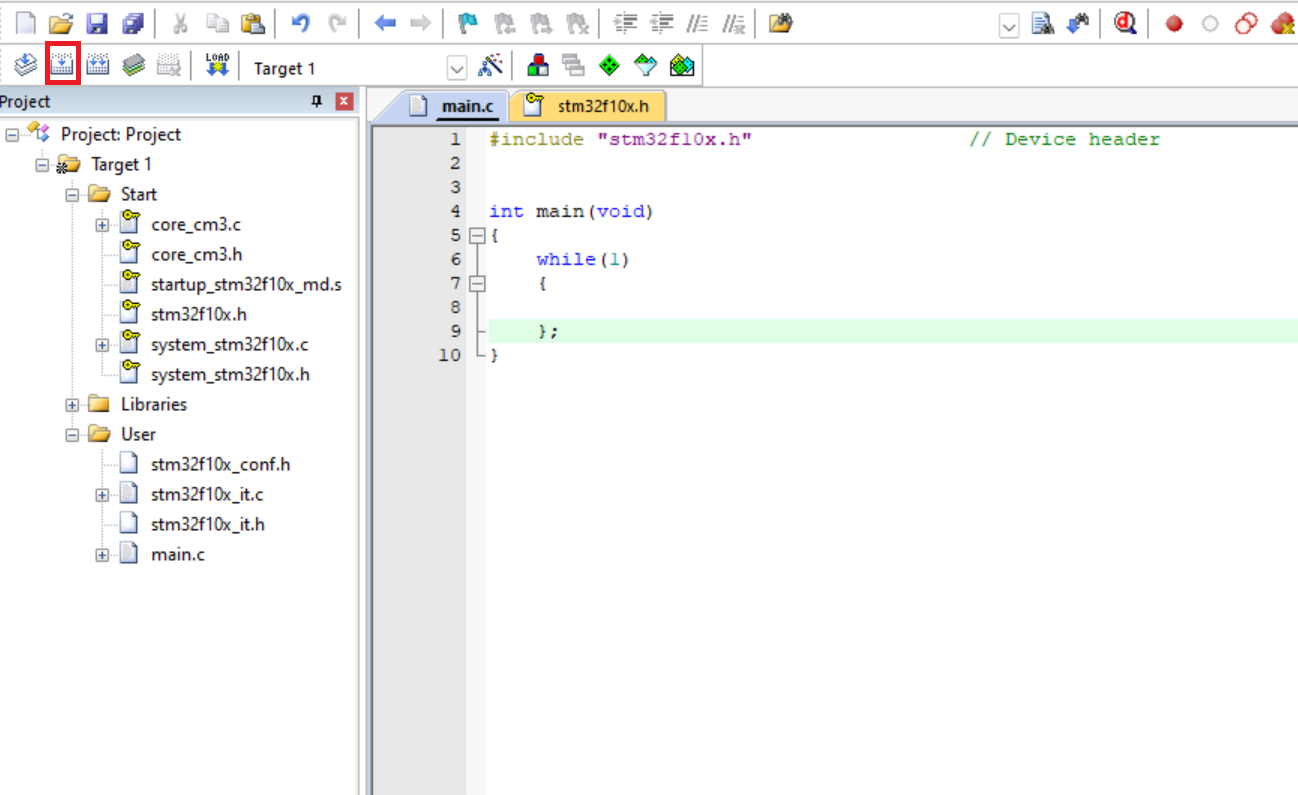 LOAD
Target 1
Project
main.c
stm32f10x.h
Project: Project
Target 1
Start
core_cm3.c
core_cm3.h
startup_stm32f10x_md.s
stm32f10x.h
system_stm32f10x.c
system_stm32f10x.h
Libraries
User
stm32f10x_conf.h
stm32f10x_it.c
stm32f10x_it.h
main.c
1 #include "stm32f10x.h" // Device header
2
3
4 int main(void)
5 {
6 while(1)
7 {
8
9 };
10 }